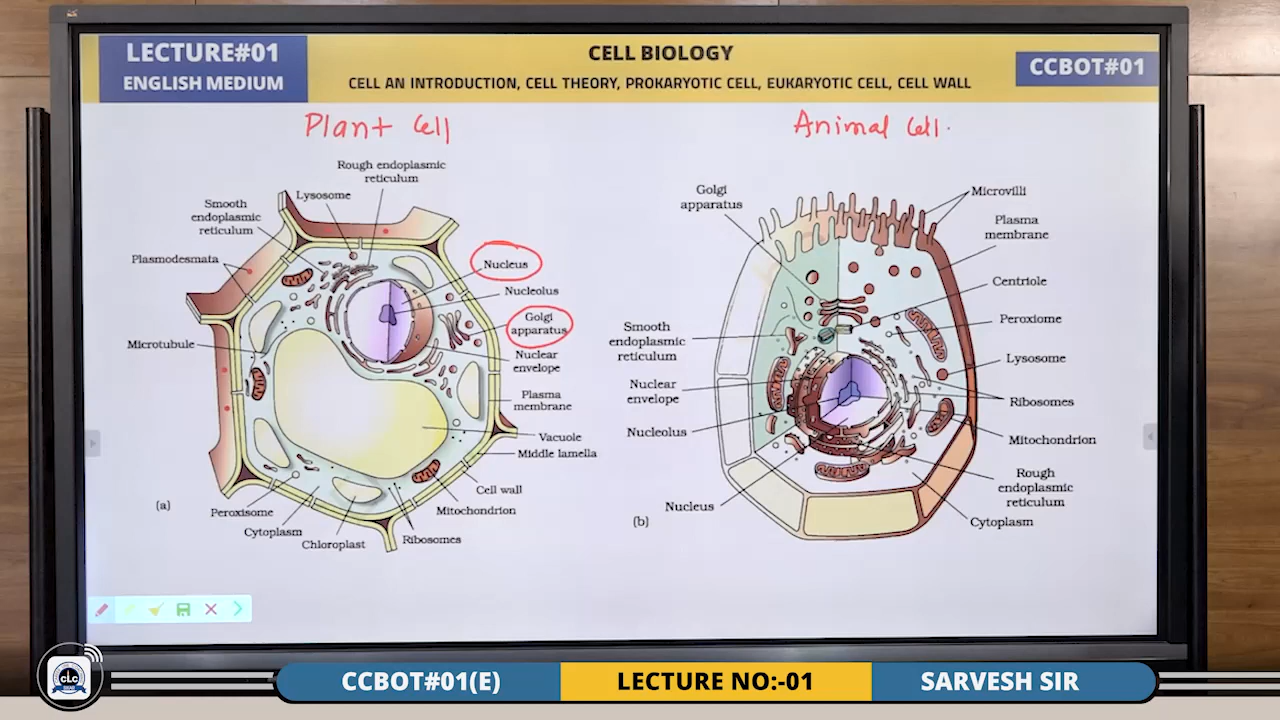 LECTURE#01
ENGLISH MEDIUM
CELL BIOLOGY
CELL AN INTRODUCTION, CELL THEORY, PROKARYOTIC CELL, EUKARYOTIC CELL, CELL WALL
CCBOT#01
Plant Cell
Rough endoplasmic
reticulum
Lysosome
Smooth
endoplasmic
reticulum
Plasmodesmata
Microtubule
Nucleus
Nucleolus
Golgi
apparatus
Nuclear
envelope
Plasma
membrane
Vacuole
Middle lamella
Cell wall
Mitochondrion
Ribosomes
Chloroplast
Cytoplasm
Peroxisome
(a)
Animal Cell.
Golgi
apparatus
Microvilli
Plasma
membrane
Centriole
Peroxiome
Lysosome
Ribosomes
Mitochondrion
Rough
endoplasmic
reticulum
Cytoplasm
Smooth
endoplasmic
reticulum
Nuclear
envelope
Nucleolus
Nucleus
(b)
CLC
SIKAR
CCBOT#01(E)
LECTURE NO:-01
SARVESH SIR